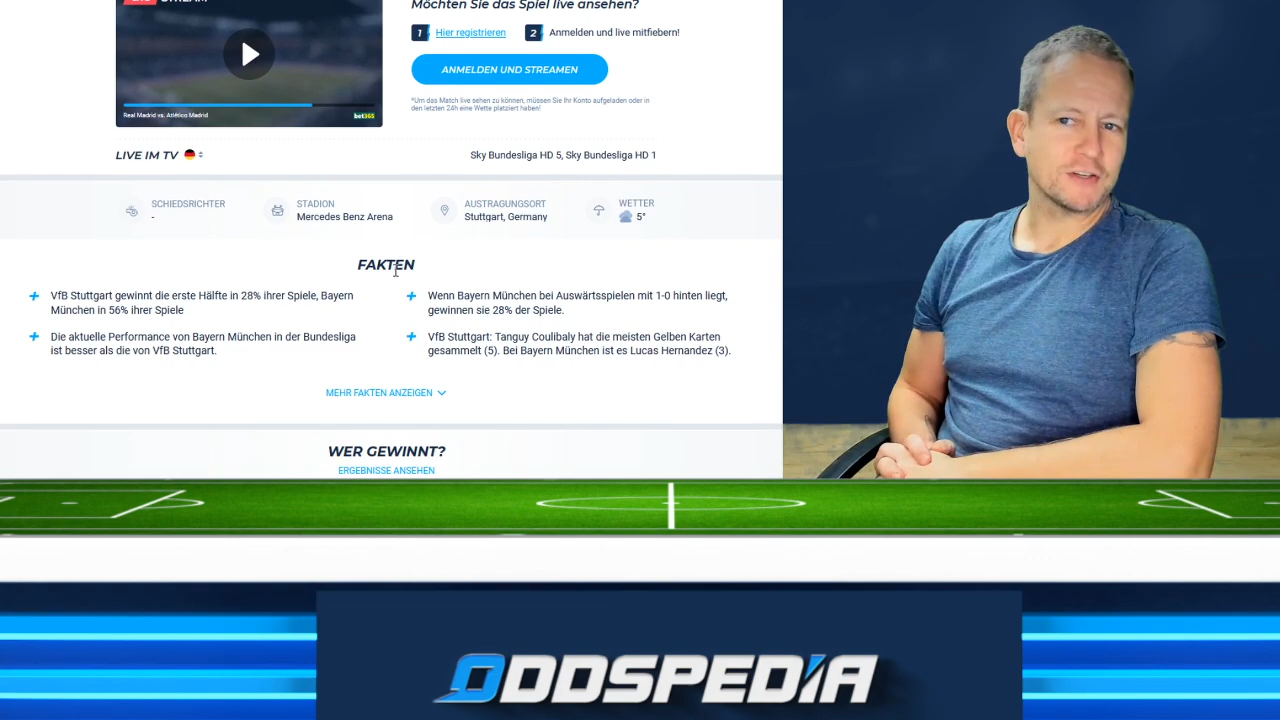 Möchten Sie das Spiel live ansehen?
1 Hier registrieren 2 Anmelden und live mitfiebern!
ANMELDEN UND STREAMEN
*Um das Match live sehen zu können, müssen Sie Ihr Konto aufgeladen oder in
den letzten 24h eine Wette platziert haben!
Real Madrid vs. Atlético Madrid bet365
LIVE IM TV Sky Bundesliga HD 5, Sky Bundesliga HD 1
SCHIEDSRICHTER
-
STADION
Mercedes Benz Arena
AUSTRAGUNGSORT
Stuttgart, Germany
WETTER
5°
FAKTEN
VfB Stuttgart gewinnt die erste Hälfte in 28% ihrer Spiele, Bayern
München in 56% ihrer Spiele
Wenn Bayern München bei Auswärtsspielen mit 1-0 hinten liegt,
gewinnen sie 28% der Spiele.
Die aktuelle Performance von Bayern München in der Bundesliga
ist besser als die von VfB Stuttgart.
VfB Stuttgart: Tanguy Coulibaly hat die meisten Gelben Karten
gesammelt (5). Bei Bayern München ist es Lucas Hernandez (3).
MEHR FAKTEN ANZEIGEN
WER GEWINNT?
ERGEBNISSE ANSEHEN
ODDSPEDIA